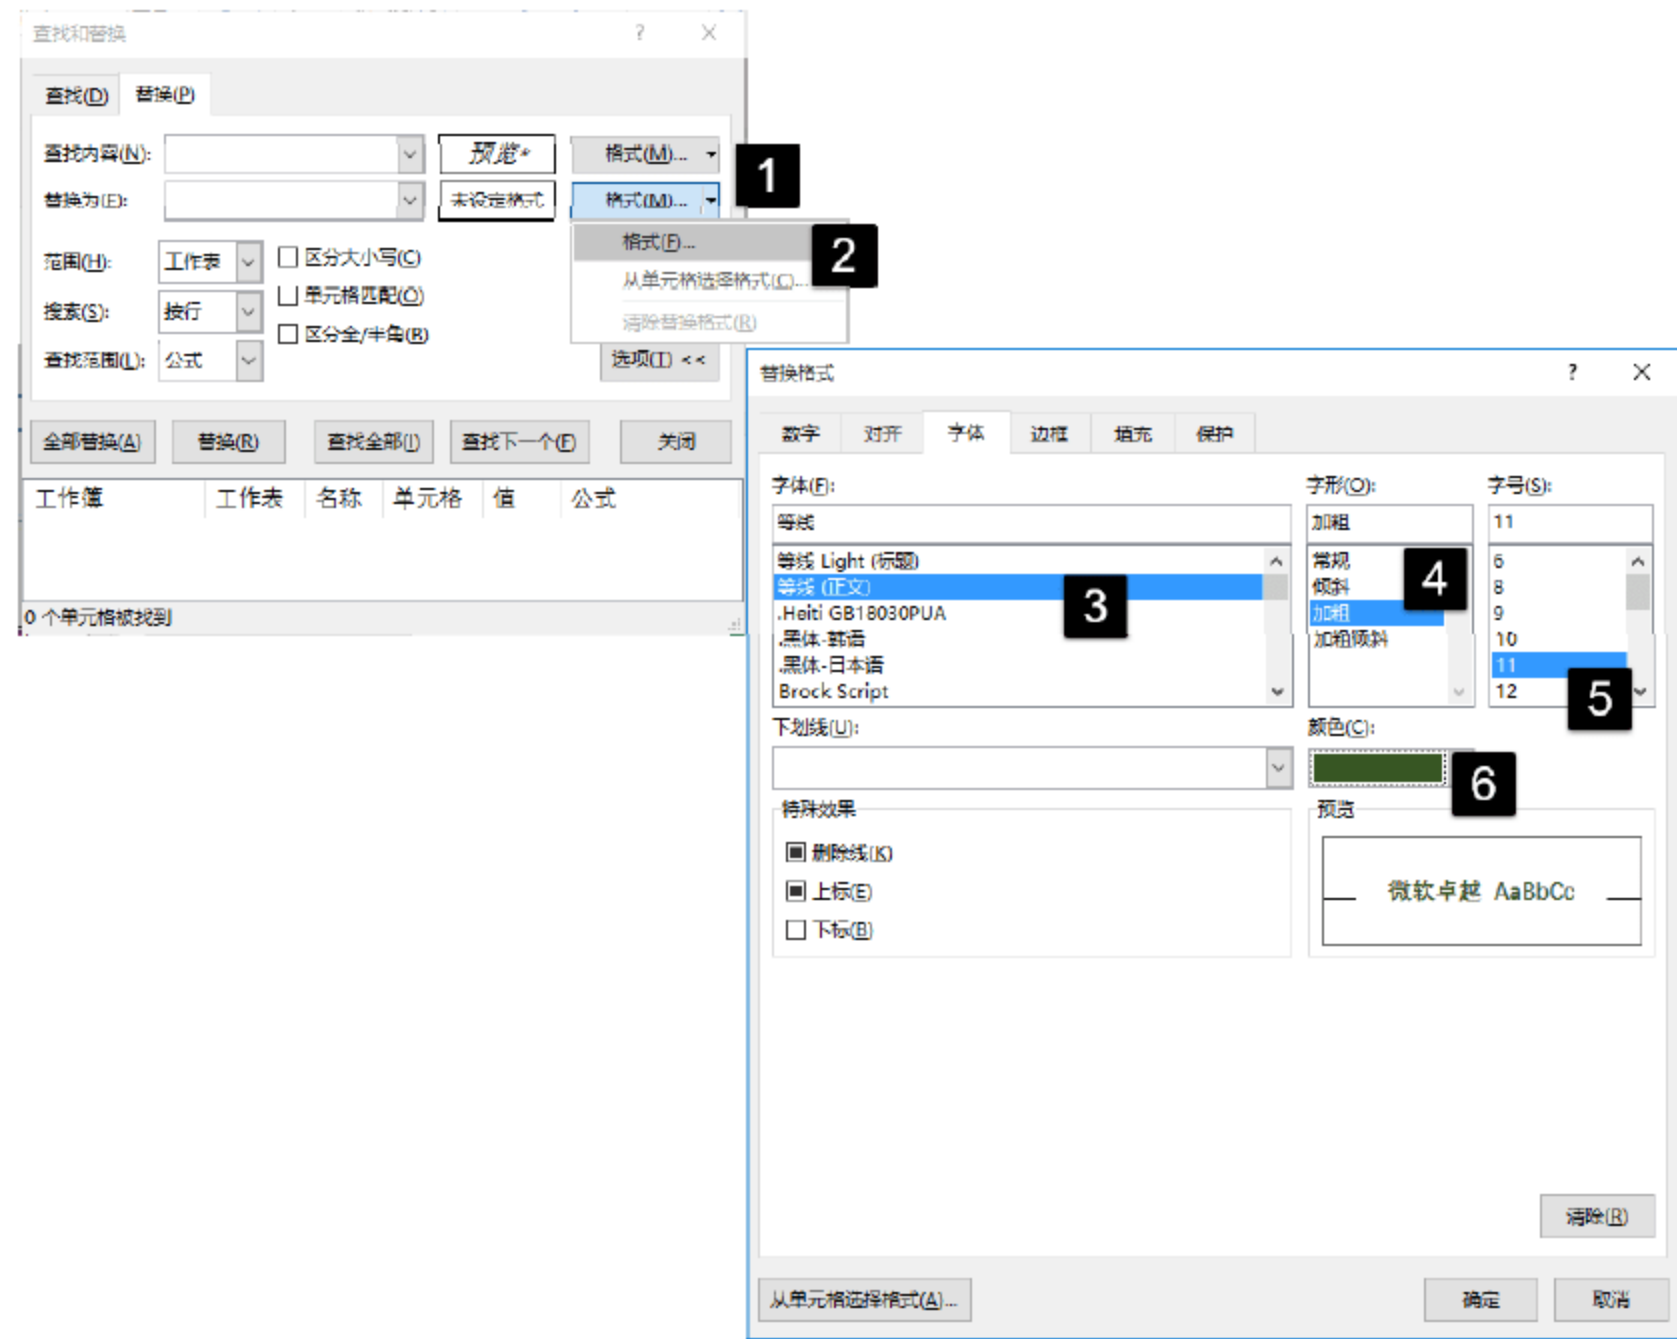 查找和替换
查找(D) 替换(P)
查找内容(N): 预览* 格式(M)...
1
替换为(E): 未设定格式 格式(M)...
格式(F)...
2
从单元格选择格式(C)...
清除替换格式(R)
范围(H): 工作表 区分大小写(C)
搜索(S): 按行 单元格匹配(O)
区分全/半角(B)
查找范围(L): 公式 选项(T) <<
全部替换(A) 替换(R) 查找全部(I) 查找下一个(F) 关闭
工作簿 工作表 名称 单元格 值 公式
0 个单元格被找到
替换格式 ?
数字 对齐 字体 边框 填充 保护
字体(F): 字形(O): 字号(S):
等线 加粗 11
等线 Light (标题) 常规 6
等线 (正文) 倾斜 8
3
4
.Heiti GB18030PUA 加粗 9
.黑体-韩语 加粗倾斜 10
.黑体-日本语 11
Brock Script 12
5
下划线(U): 颜色(C):
6
特殊效果 预览
删除线(K)
上标(E) 微软卓越 AaBbCc
下标(B)
清除(R)
从单元格选择格式(A)... 确定 取消